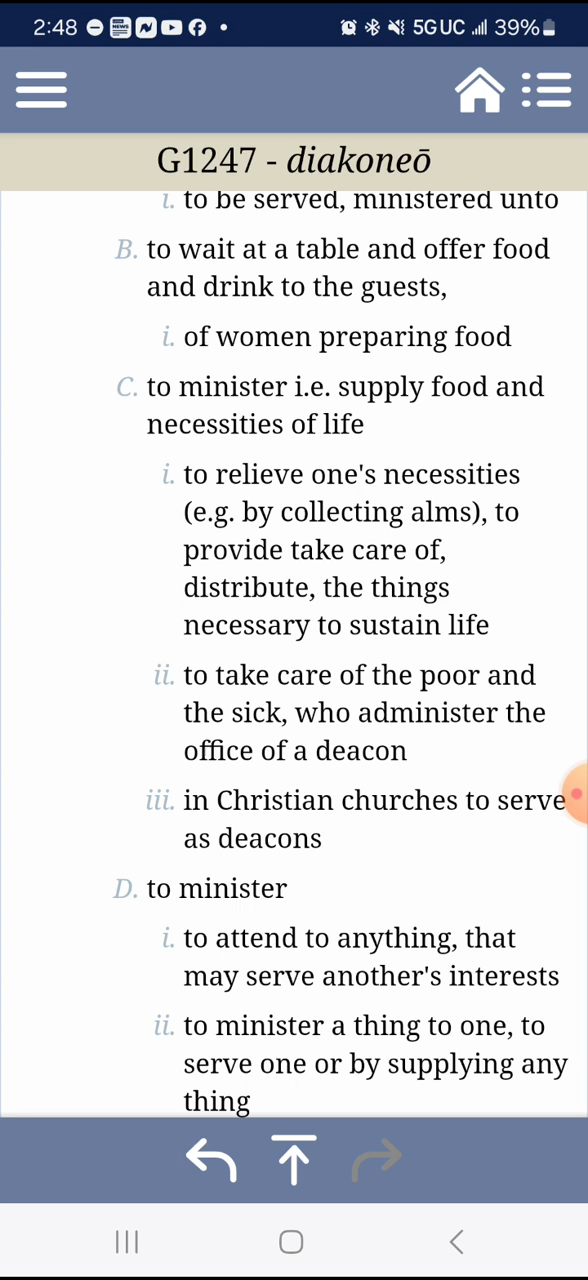 2:48
NEWS
5G UC
39%
G1247 - diakoneō
i. to be served, ministered unto
B. to wait at a table and offer food
and drink to the guests,
i. of women preparing food
C. to minister i.e. supply food and
necessities of life
i. to relieve one's necessities
(e.g. by collecting alms), to
provide take care of,
distribute, the things
necessary to sustain life
ii. to take care of the poor and
the sick, who administer the
office of a deacon
iii. in Christian churches to serve
as deacons
D. to minister
i. to attend to anything, that
may serve another's interests
ii. to minister a thing to one, to
serve one or by supplying any
thing